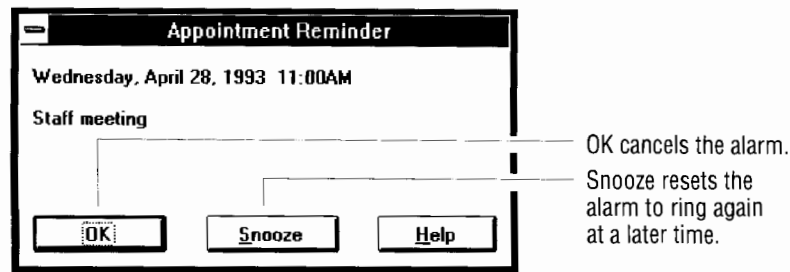 Appointment Reminder
Wednesday, April 28, 1993 11:00AM
Staff meeting
OK
Snooze
Help
OK cancels the alarm.
Snooze resets the
alarm to ring again
at a later time.